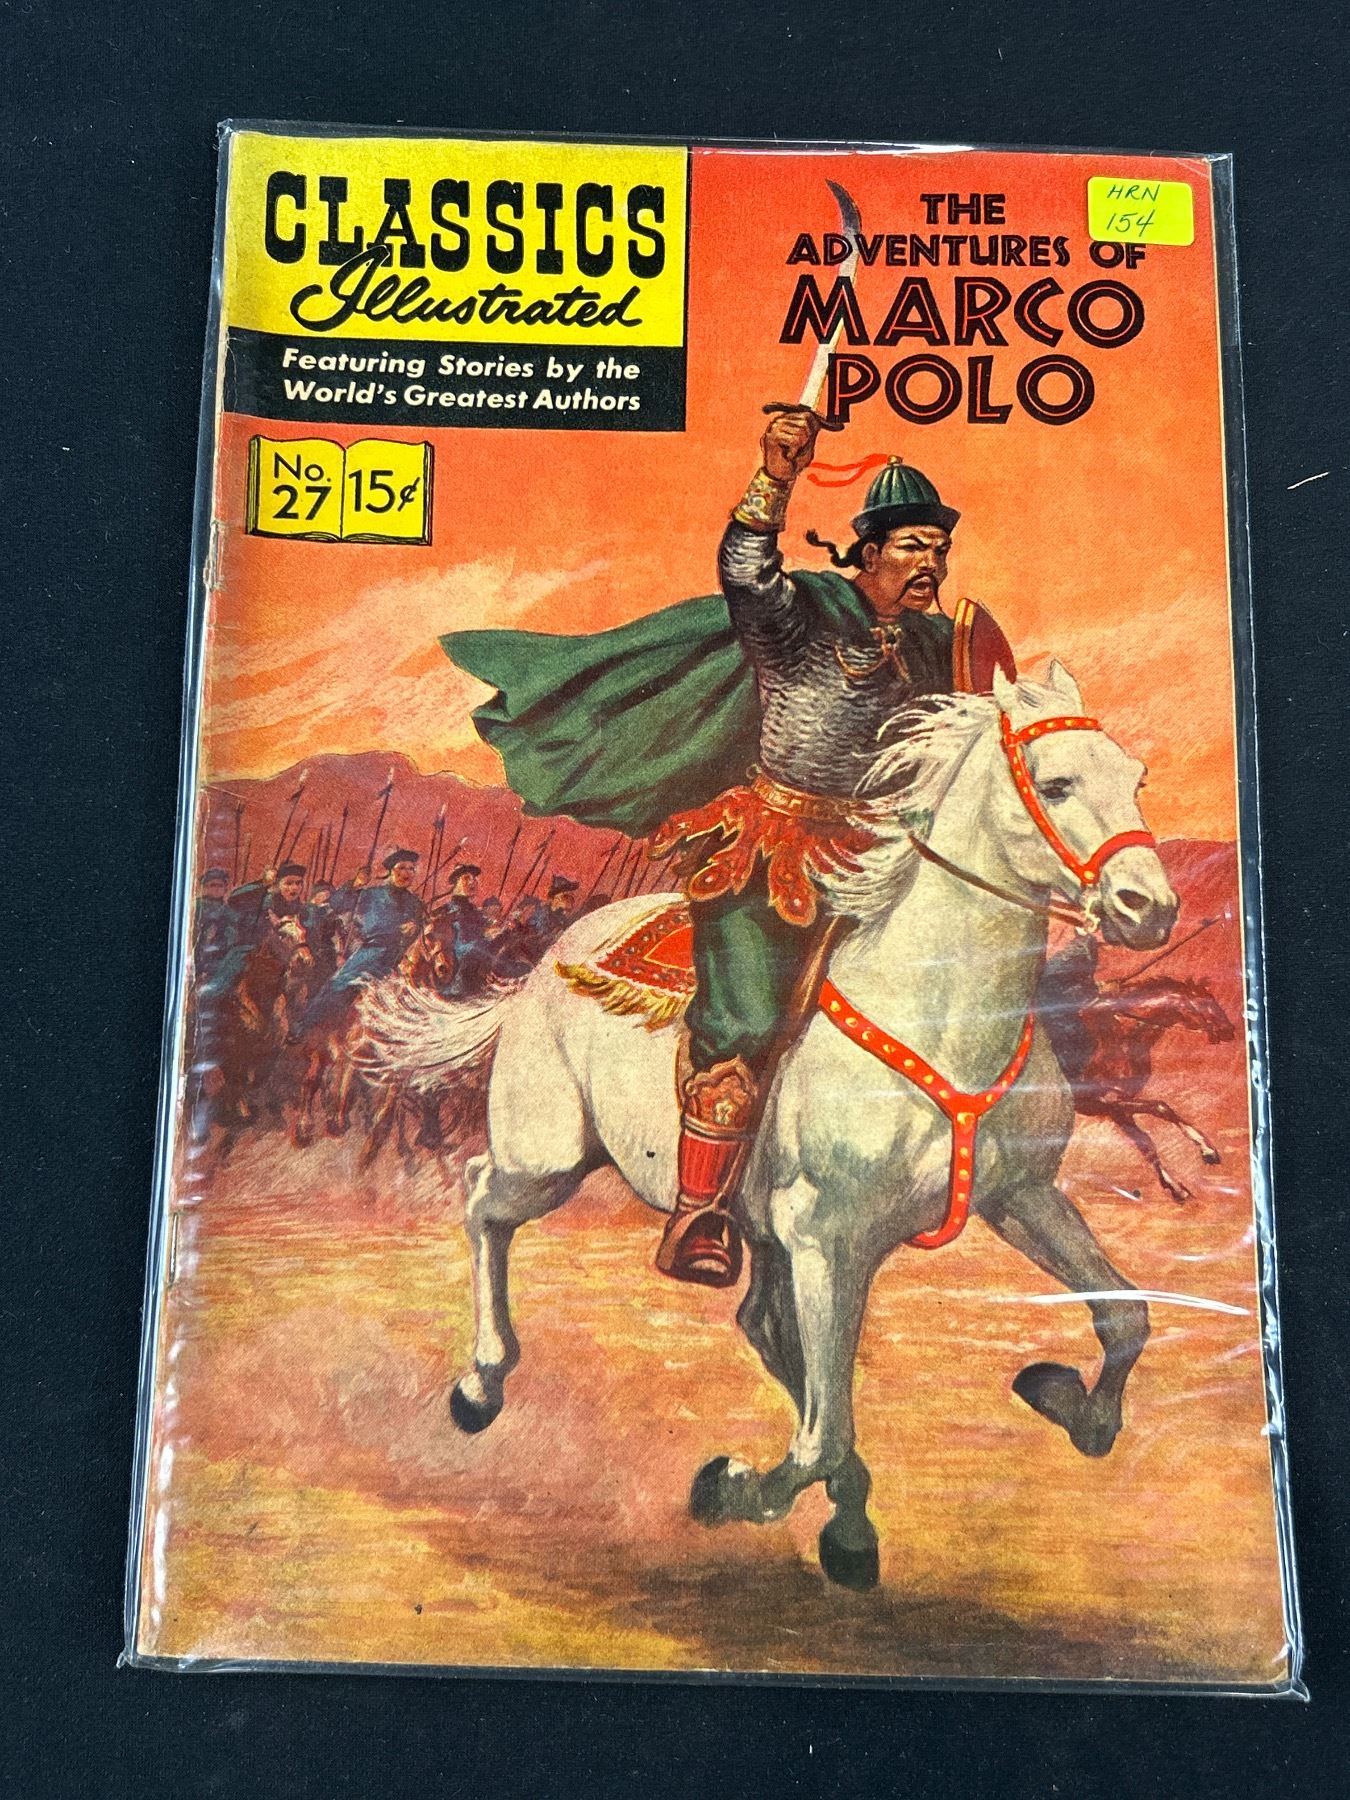 CLASSICS
Illustrated
Featuring Stories by the
World's Greatest Authors
No.
27
15¢
THE
ADVENTURES OF
MARCO
POLO
HRN
154